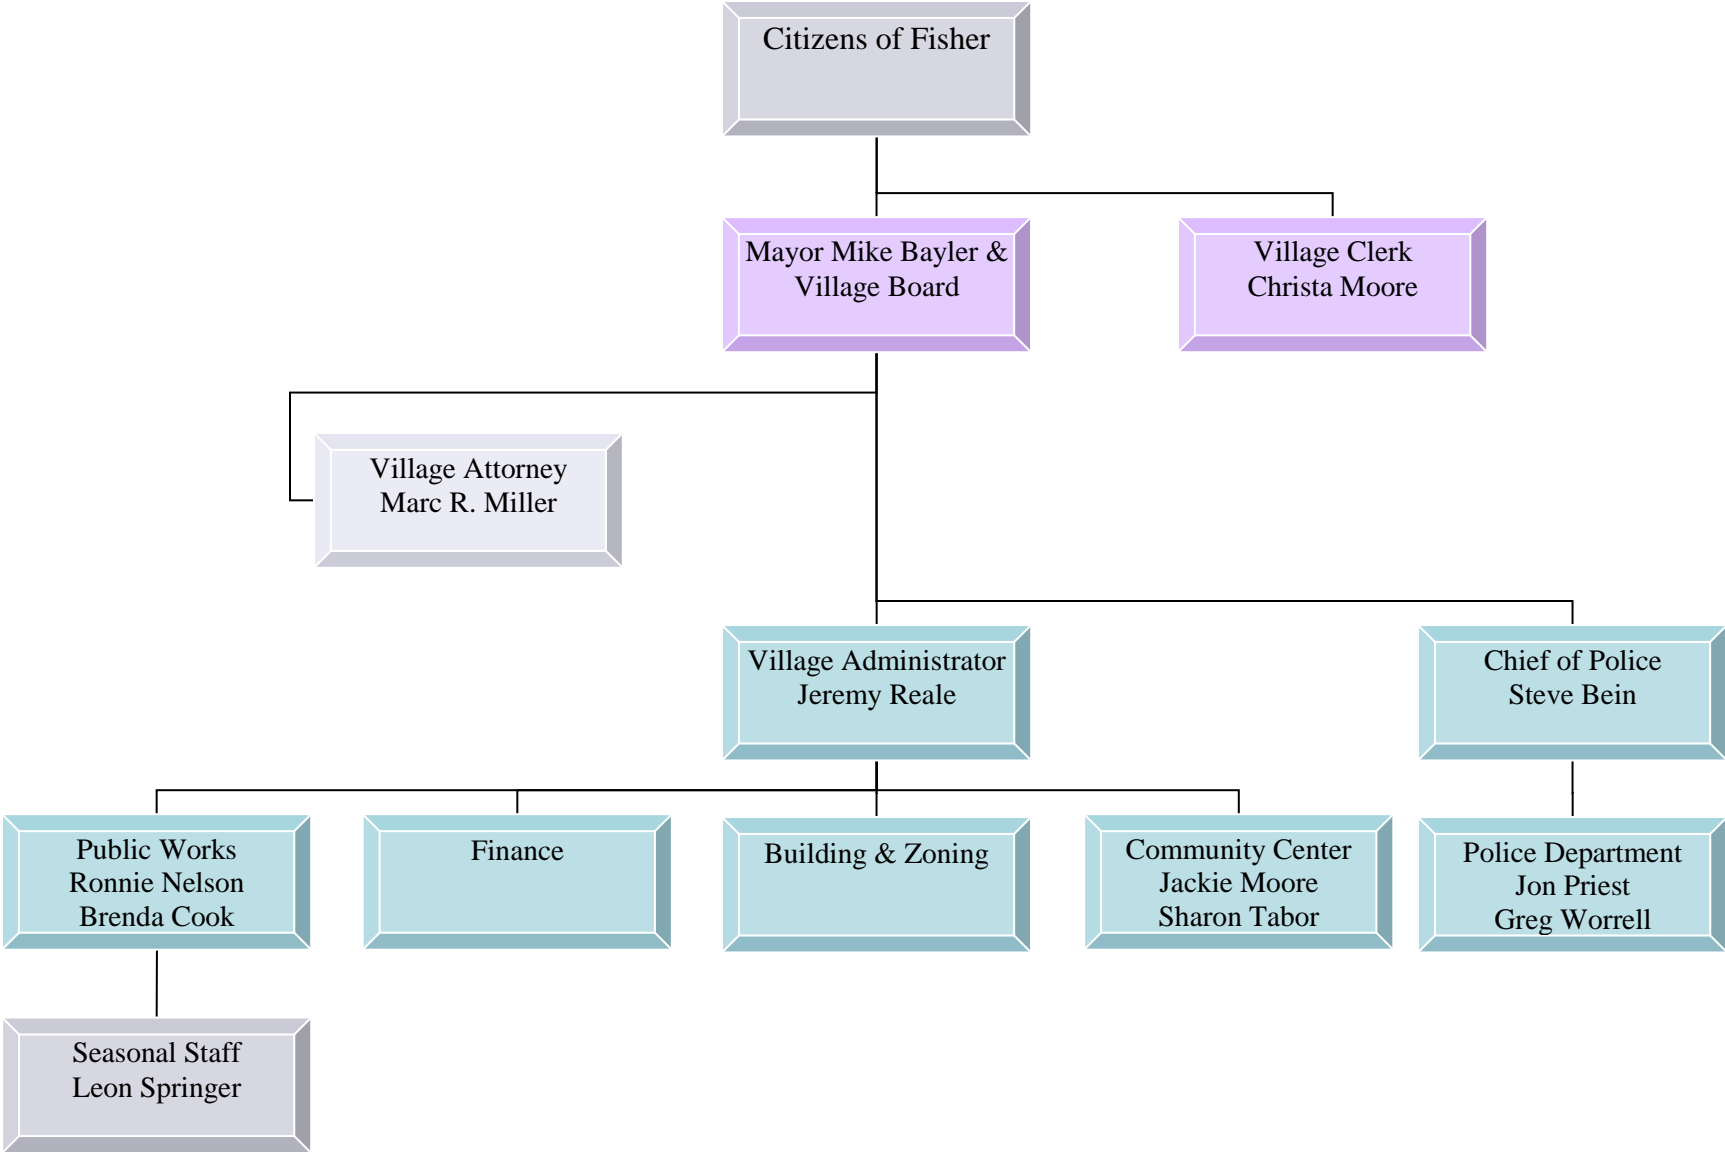 Citizens of Fisher
Mayor Mike Bayler &
Village Board
Village Clerk
Christa Moore
Village Attorney
Marc R. Miller
Village Administrator
Jeremy Reale
Chief of Police
Steve Bein
Public Works
Ronnie Nelson
Brenda Cook
Finance
Building & Zoning
Community Center
Jackie Moore
Sharon Tabor
Police Department
Jon Priest
Greg Worrell
Seasonal Staff
Leon Springer